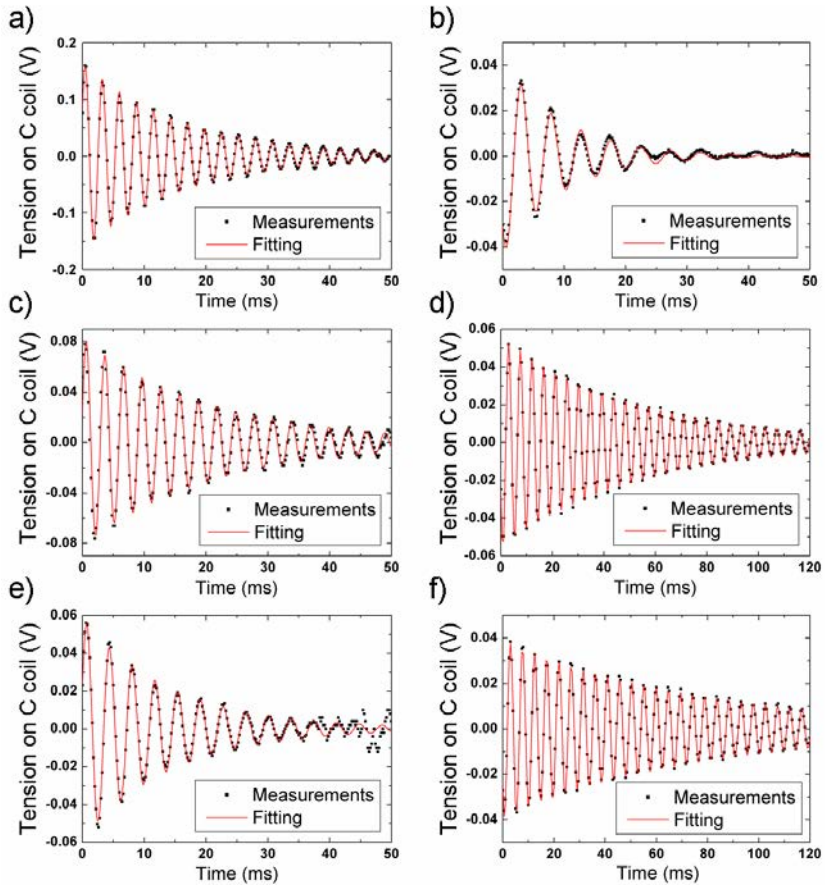 a)
Tension on C coil (V)
0.2
0.1
0.0
-0.1
-0.2
0 10 20 30 40 50
Time (ms)
Measurements
Fitting
b)
Tension on C coil (V)
0.04
0.02
0.00
-0.02
-0.04
0 10 20 30 40 50
Time (ms)
Measurements
Fitting
c)
Tension on C coil (V)
0.08
0.04
0.00
-0.04
-0.08
0 10 20 30 40 50
Time (ms)
Measurements
Fitting
d)
Tension on C coil (V)
0.06
0.04
0.02
0.00
-0.02
-0.04
-0.06
0 20 40 60 80 100 120
Time (ms)
Measurements
Fitting
e)
Tension on C coil (V)
0.06
0.04
0.02
0.00
-0.02
-0.04
-0.06
0 10 20 30 40 50
Time (ms)
Measurements
Fitting
f)
Tension on C coil (V)
0.04
0.02
0.00
-0.02
-0.04
0 20 40 60 80 100 120
Time (ms)
Measurements
Fitting